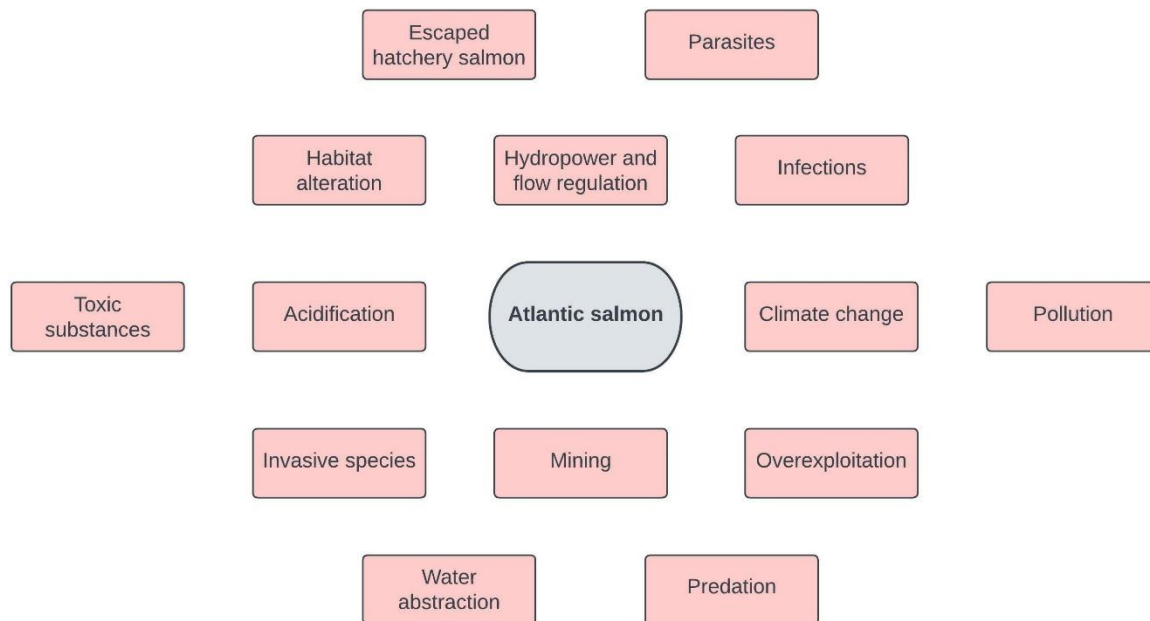 Escaped
hatchery salmon
Parasites
Habitat
alteration
Hydropower and
flow regulation
Infections
Toxic
substances
Acidification
Atlantic salmon
Climate change
Pollution
Invasive species
Mining
Overexploitation
Water
abstraction
Predation